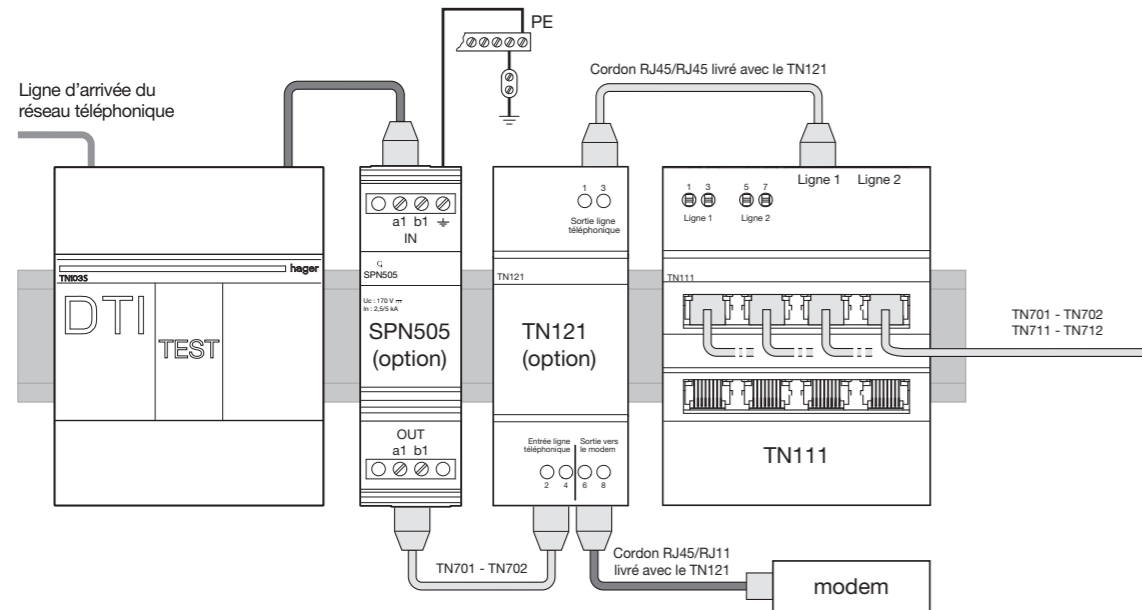 PE
Cordon RJ45/RJ45 livré avec le TN121
Ligne d'arrivée du
réseau téléphonique
a1 b1
IN
SPN505
Uc : 170 V
In : 2,5/5 kA
SPN505
(option)
OUT
a1 b1
TN103S
hager
DTI
TEST
1 3
Sortie ligne
téléphonique
TN121
TN121
(option)
Entrée ligne
téléphonique
Sortie vers
le modem
2 4 6 8
Ligne 1 Ligne 2
1 3 5 7
Ligne 1 Ligne 2
TN111
TN111
TN701 - TN702
TN711 - TN712
TN701 - TN702
Cordon RJ45/RJ11
livré avec le TN121
modem